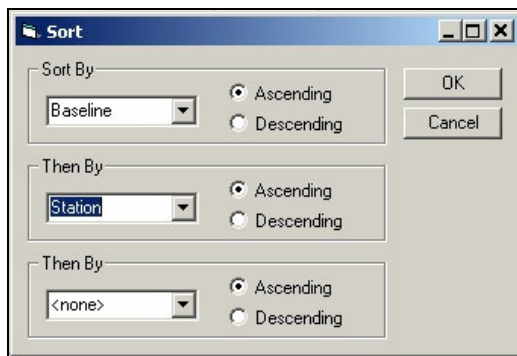 Sort
Sort By
Baseline
Ascending
Descending
OK
Cancel
Then By
Station
Ascending
Descending
Then By
<none>
Ascending
Descending